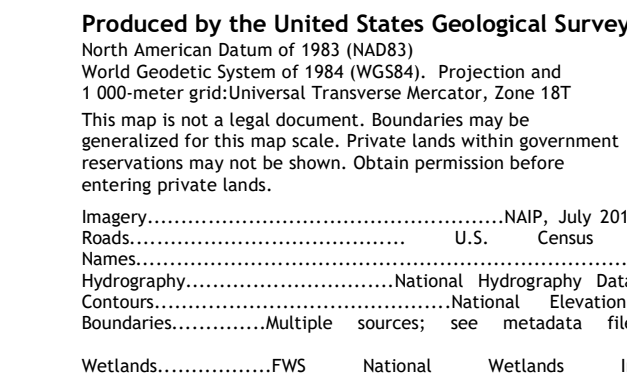 Produced by the United States Geological Survey
North American Datum of 1983 (NAD83)
World Geodetic System of 1984 (WGS84).  Projection and
1 000-meter grid:Universal Transverse Mercator, Zone 18T
This map is not a legal document. Boundaries may be
generalized for this map scale. Private lands within government
reservations may not be shown. Obtain permission before
entering private lands.
Imagery..............................................NAIP, July 201
Roads.................................... U.S. Census
Names................................................................
Hydrography...........................National Hydrography Data
Contours......................................National Elevation
Boundaries..............Multiple sources; see metadata file
Wetlands.................FWS National Wetlands